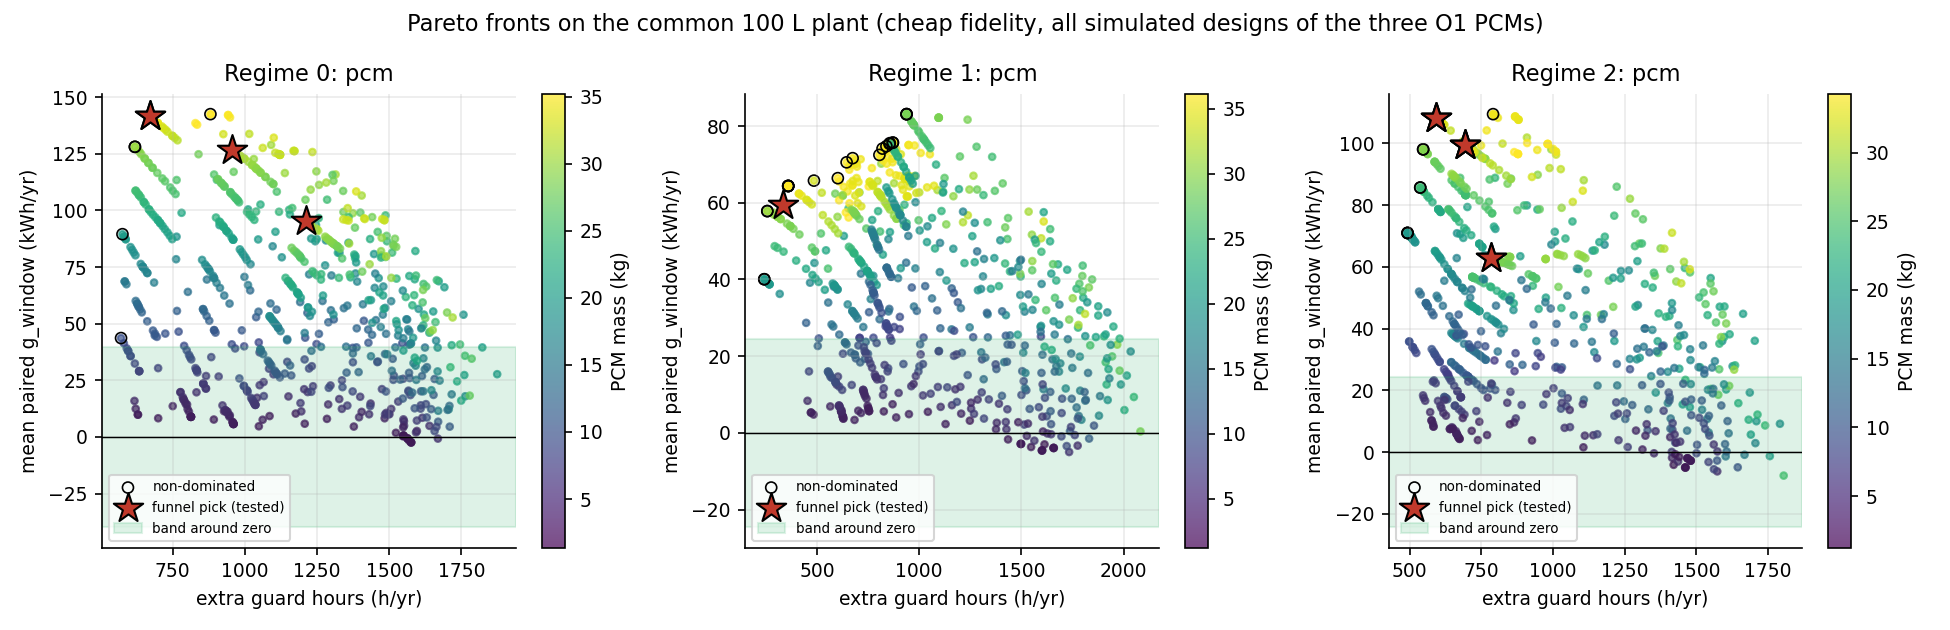 Pareto fronts on the common 100 L plant (cheap fidelity, all simulated designs of the three O1 PCMs)
Regime 0: pcm
mean paired g_window (kWh/yr)
150
125
100
75
50
25
0
−25
750
1000
1250
1500
1750
extra guard hours (h/yr)
non-dominated
funnel pick (tested)
band around zero
35
30
25
20
15
10
5
PCM mass (kg)
Regime 1: pcm
mean paired g_window (kWh/yr)
80
60
40
20
0
−20
500
1000
1500
2000
extra guard hours (h/yr)
non-dominated
funnel pick (tested)
band around zero
35
30
25
20
15
10
5
PCM mass (kg)
Regime 2: pcm
mean paired g_window (kWh/yr)
100
80
60
40
20
0
−20
500
750
1000
1250
1500
1750
extra guard hours (h/yr)
non-dominated
funnel pick (tested)
band around zero
30
25
20
15
10
5
PCM mass (kg)